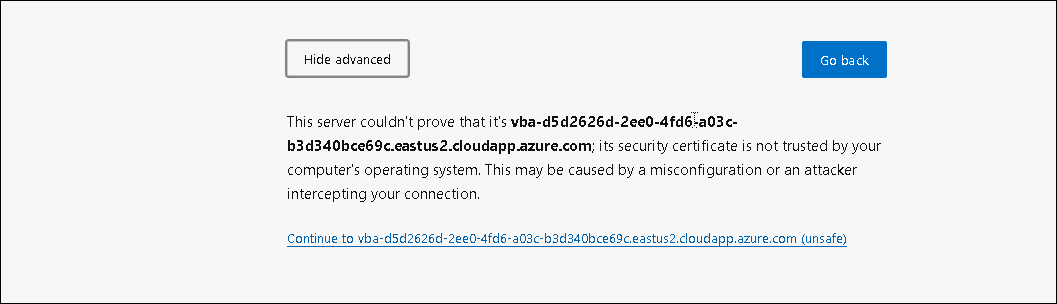 Hide advanced
Go back
This server couldn't prove that it's vba-d5d2626d-2ee0-4fd6-a03c-
b3d340bce69c.eastus2.cloudapp.azure.com; its security certificate is not trusted by your
computer's operating system. This may be caused by a misconfiguration or an attacker
intercepting your connection.
Continue to vba-d5d2626d-2ee0-4fd6-a03c-b3d340bce69c.eastus2.cloudapp.azure.com (unsafe)